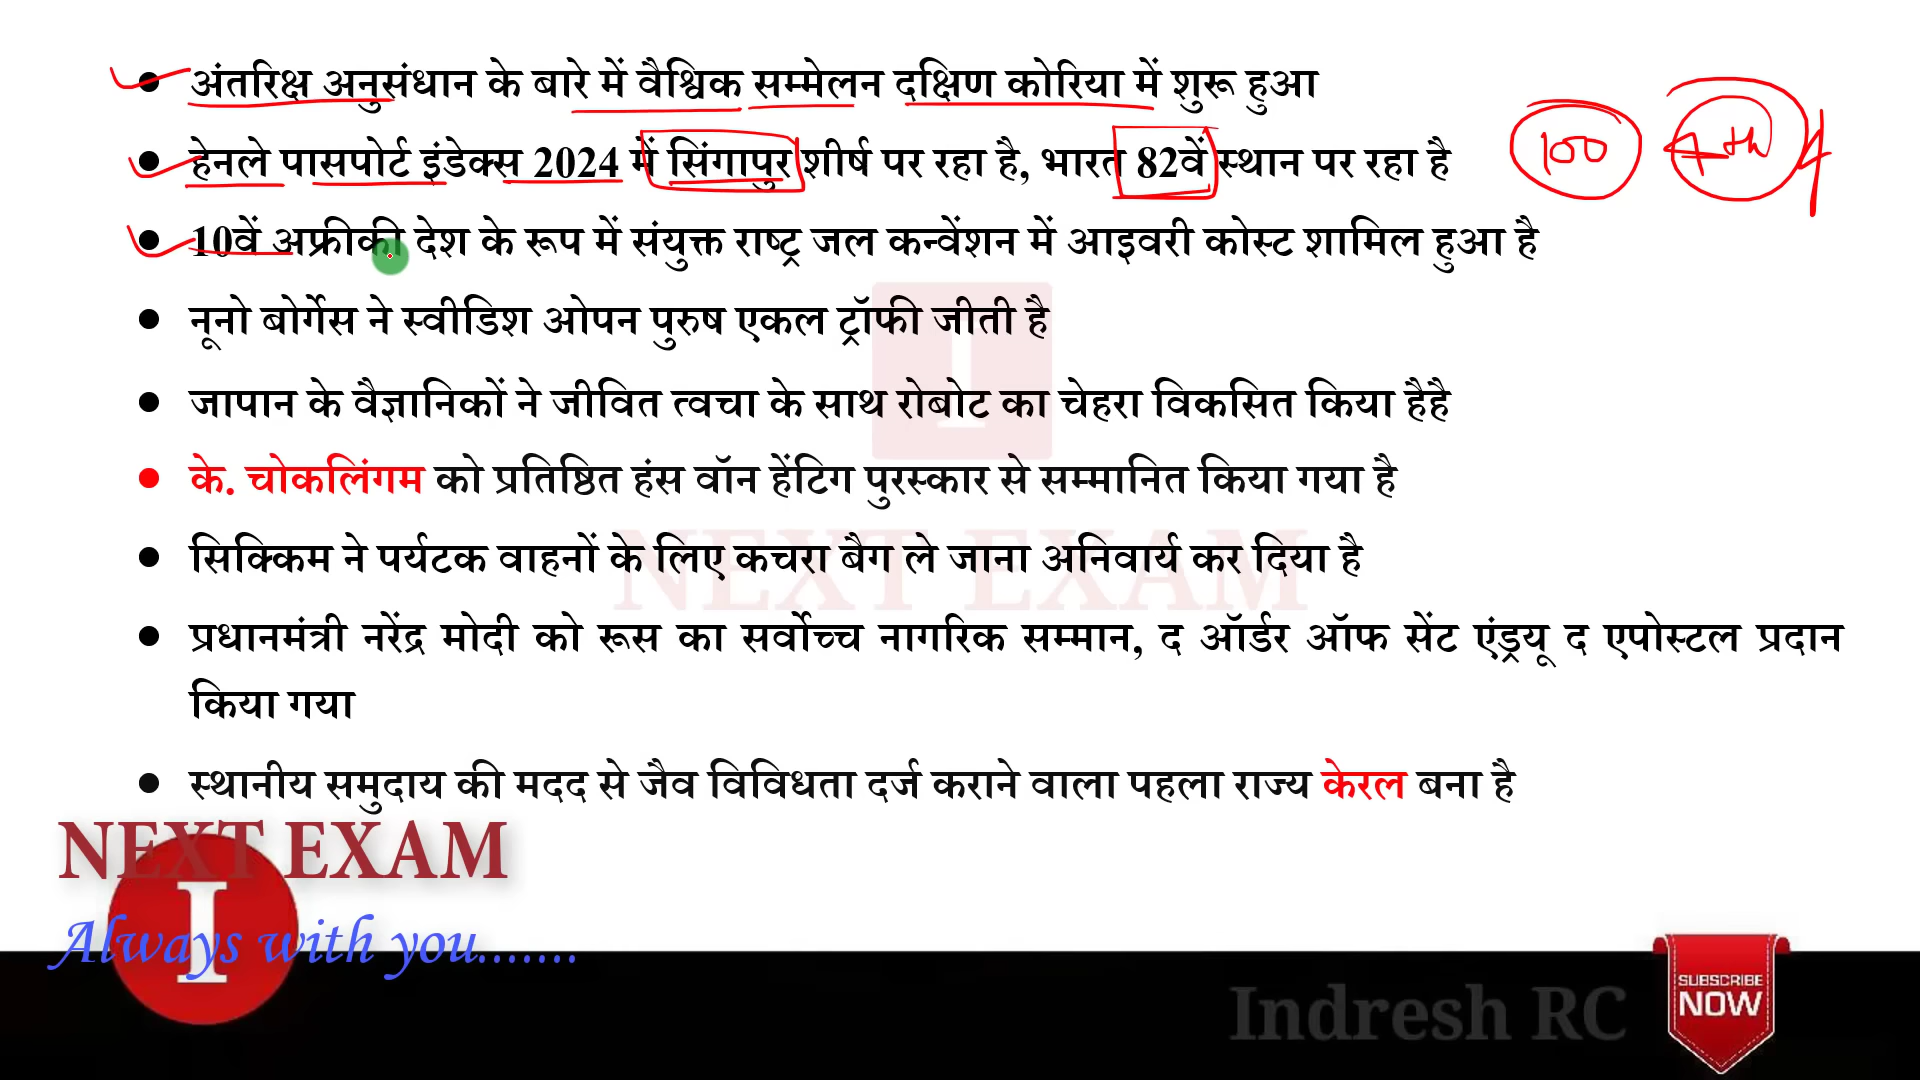 • अंतरिक्ष अनुसंधान के बारे में वैश्विक सम्मेलन दक्षिण कोरिया में शुरू हुआ
• हेनले पासपोर्ट इंडेक्स 2024 में सिंगापुर शीर्ष पर रहा है, भारत 82वें स्थान पर रहा है
100
• 10वें अफ्रीकी देश के रूप में संयुक्त राष्ट्र जल कन्वेंशन में आइवरी कोस्ट शामिल हुआ है
• नूनो बोर्गेस ने स्वीडिश ओपन पुरुष एकल ट्रॉफी जीती है
• जापान के वैज्ञानिकों ने जीवित त्वचा के साथ रोबोट का चेहरा विकसित किया हैहै
• के. चोकलिंगम को प्रतिष्ठित हंस वॉन हेंटिग पुरस्कार से सम्मानित किया गया है
• सिक्किम ने पर्यटक वाहनों के लिए कचरा बैग ले जाना अनिवार्य कर दिया है
NEXT EXAM
• प्रधानमंत्री नरेंद्र मोदी को रूस का सर्वोच्च नागरिक सम्मान, द ऑर्डर ऑफ सेंट एंड्रयू द एपोस्टल प्रदान
किया गया
• स्थानीय समुदाय की मदद से जैव विविधता दर्ज कराने वाला पहला राज्य केरल बना है
NEXT EXAM
I
Always with you.......
Indresh RC
SUBSCRIBE
NOW